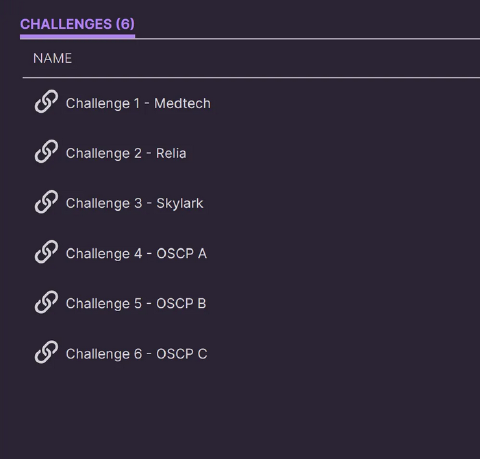 CHALLENGES (6)
NAME
Challenge 1 - Medtech
Challenge 2 - Relia
Challenge 3 - Skylark
Challenge 4 - OSCP A
Challenge 5 - OSCP B
Challenge 6 - OSCP C